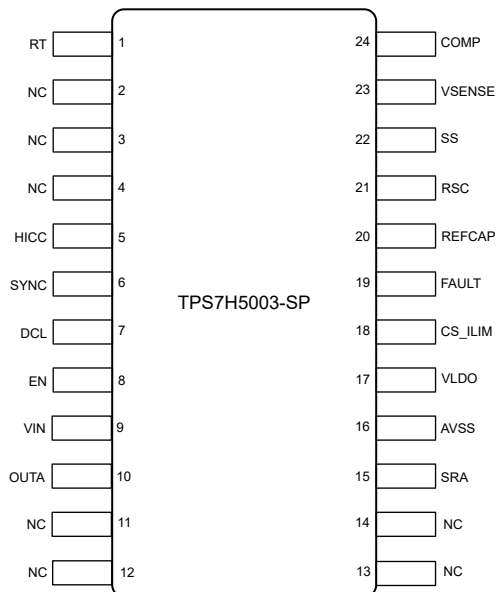 RT 1 24 COMP
NC 2 23 VSENSE
NC 3 22 SS
NC 4 21 RSC
HICC 5 20 REFCAP
SYNC 6 19 FAULT
TPS7H5003-SP
DCL 7 18 CS_ILIM
EN 8 17 VLDO
VIN 9 16 AVSS
OUTA 10 15 SRA
NC 11 14 NC
NC 12 13 NC